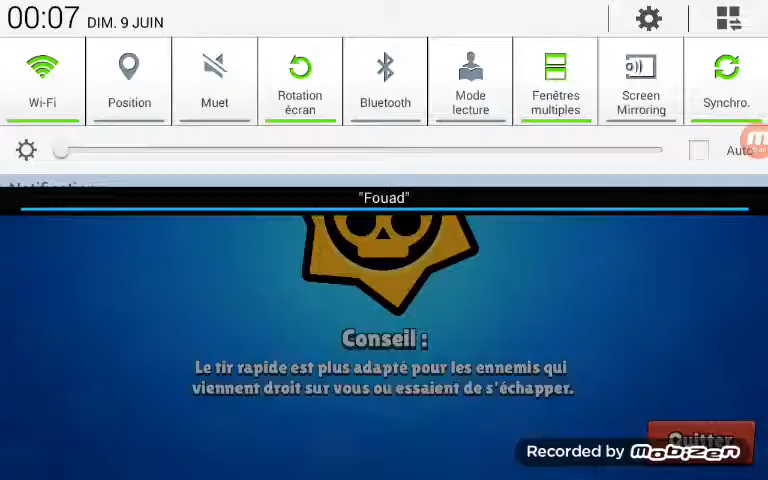 00:07 DIM. 9 JUIN
Wi-Fi
Position
Muet
Rotation
écran
Bluetooth
Mode
lecture
Fenêtres
multiples
Screen
Mirroring
Synchro.
Auto
"Fouad"
Conseil :
Le tir rapide est plus adapté pour les ennemis qui
viennent droit sur vous ou essaient de s'échapper.
Quitter
Recorded by mobizen